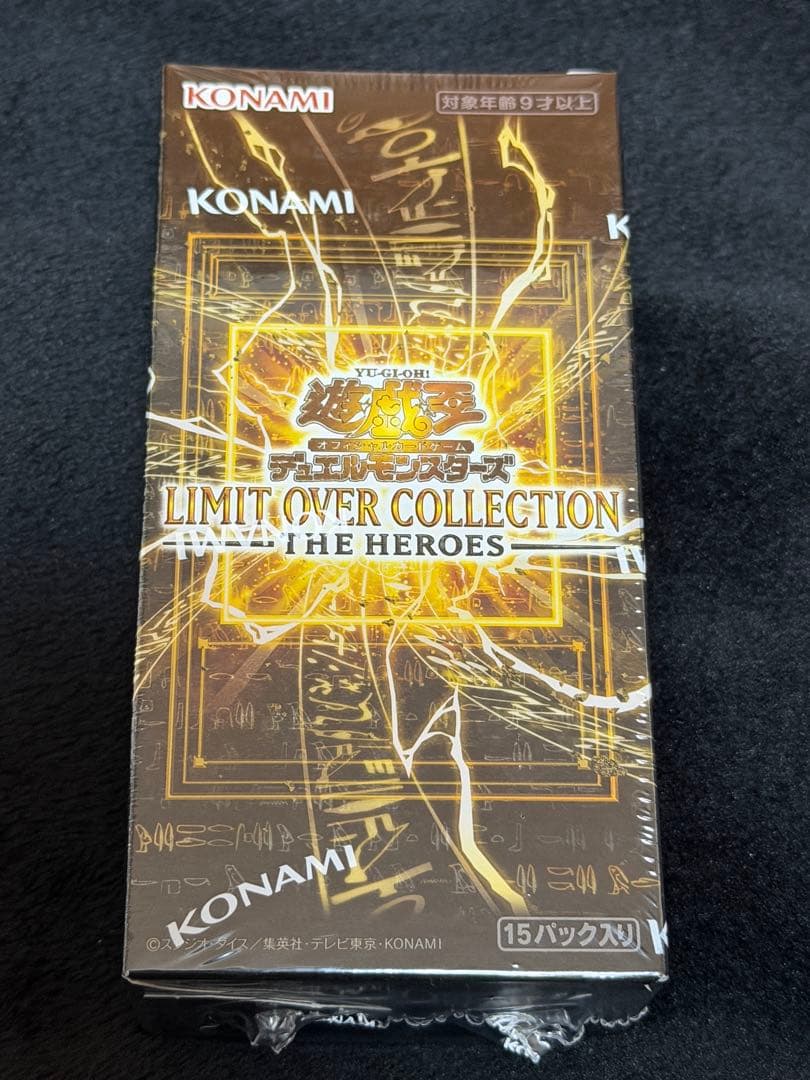 KONAMI
対象年齢9才以上
KONAMI
K
YU-GI-OH!
遊戯王
オフィシャルカードゲーム
デュエルモンスターズ
LIMIT OVER COLLECTION
THE HEROES
KONAMI
KONAMI
©スタジオ・ダイス/集英社・テレビ東京・KONAMI
15パック入り
K